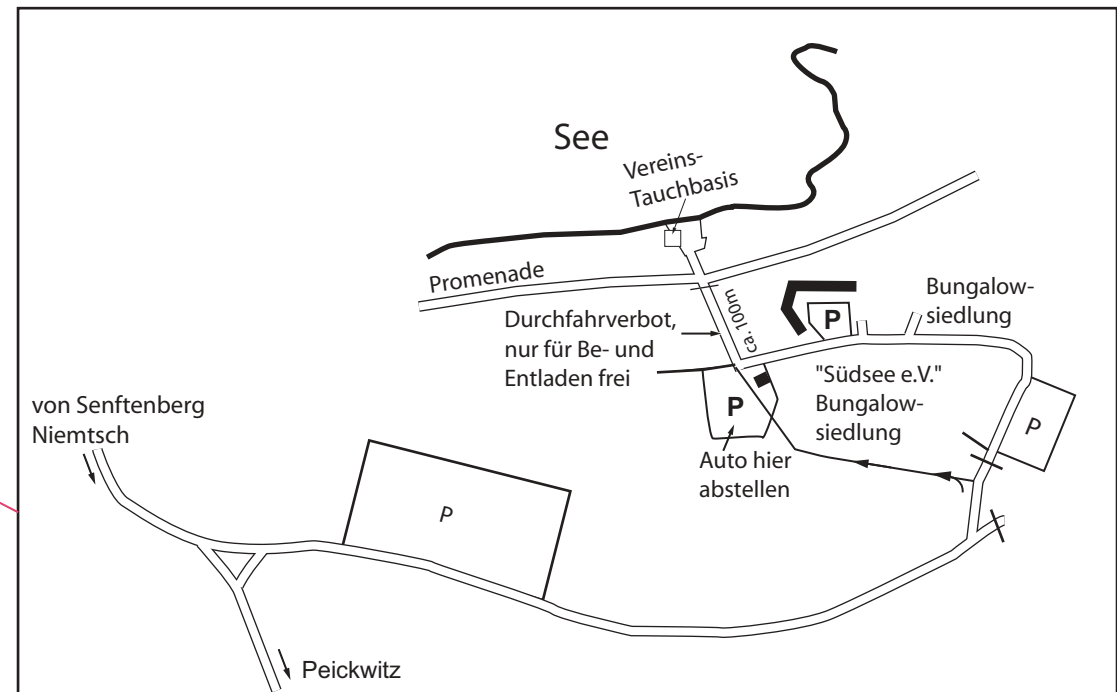 See
Vereins-
Tauchbasis
Promenade
ca. 100m
Durchfahrverbot,
nur für Be- und
Entladen frei
P
Bungalow-
siedlung
"Südsee e.V."
Bungalow-
siedlung
P
Auto hier
abstellen
P
von Senftenberg
Niemtsch
P
Peickwitz